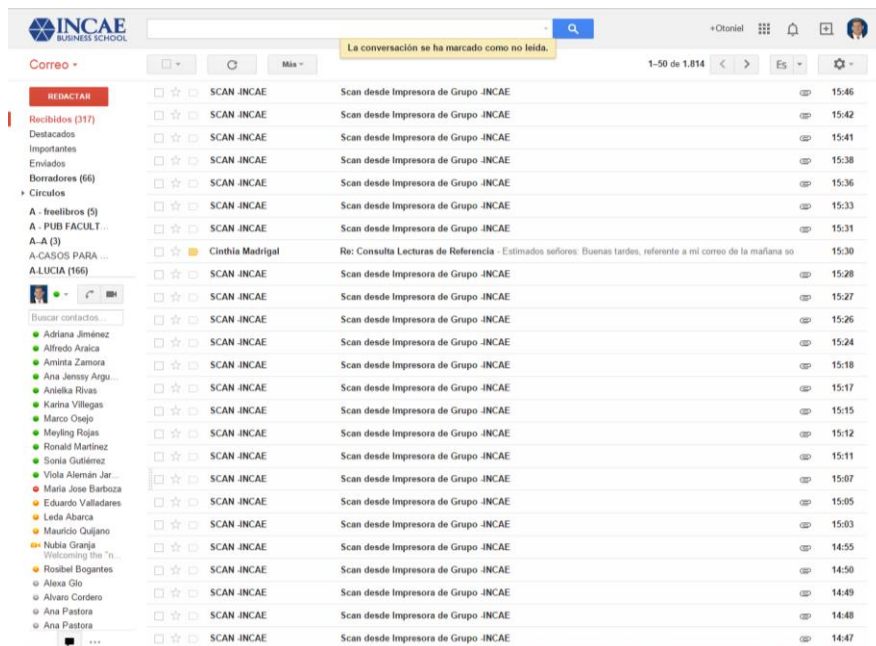 INCAE
BUSINESS SCHOOL
+Otoniel
La conversación se ha marcado como no leída.
Correo
Más
1–50 de 1.814
Es
REDACTAR
Recibidos (317)
Destacados
Importantes
Enviados
Borradores (66)
Círculos
A - freelibros (5)
A - PUB FACULT...
A--A (3)
A-CASOS PARA ...
A-LUCIA (166)
Buscar contactos...
Adriana Jiménez
Alfredo Araica
Aminta Zamora
Ana Jenssy Argu...
Anielka Rivas
Karina Villegas
Marco Osejo
Meyling Rojas
Ronald Martínez
Sonia Gutiérrez
Viola Alemán Jar...
Maria Jose Barboza
Eduardo Valladares
Leda Abarca
Mauricio Quijano
Nubia Granja
Welcoming the "n...
Rosibel Bogantes
Alexa Glo
Alvaro Cordero
Ana Pastora
Ana Pastora
SCAN -INCAE Scan desde Impresora de Grupo -INCAE 15:46
SCAN -INCAE Scan desde Impresora de Grupo -INCAE 15:42
SCAN -INCAE Scan desde Impresora de Grupo -INCAE 15:41
SCAN -INCAE Scan desde Impresora de Grupo -INCAE 15:38
SCAN -INCAE Scan desde Impresora de Grupo -INCAE 15:36
SCAN -INCAE Scan desde Impresora de Grupo -INCAE 15:33
SCAN -INCAE Scan desde Impresora de Grupo -INCAE 15:31
Cinthia Madrigal Re: Consulta Lecturas de Referencia - Estimados señores: Buenas tardes, referente a mi correo de la mañana so 15:30
SCAN -INCAE Scan desde Impresora de Grupo -INCAE 15:28
SCAN -INCAE Scan desde Impresora de Grupo -INCAE 15:27
SCAN -INCAE Scan desde Impresora de Grupo -INCAE 15:26
SCAN -INCAE Scan desde Impresora de Grupo -INCAE 15:24
SCAN -INCAE Scan desde Impresora de Grupo -INCAE 15:18
SCAN -INCAE Scan desde Impresora de Grupo -INCAE 15:17
SCAN -INCAE Scan desde Impresora de Grupo -INCAE 15:15
SCAN -INCAE Scan desde Impresora de Grupo -INCAE 15:12
SCAN -INCAE Scan desde Impresora de Grupo -INCAE 15:11
SCAN -INCAE Scan desde Impresora de Grupo -INCAE 15:07
SCAN -INCAE Scan desde Impresora de Grupo -INCAE 15:05
SCAN -INCAE Scan desde Impresora de Grupo -INCAE 15:03
SCAN -INCAE Scan desde Impresora de Grupo -INCAE 14:55
SCAN -INCAE Scan desde Impresora de Grupo -INCAE 14:50
SCAN -INCAE Scan desde Impresora de Grupo -INCAE 14:49
SCAN -INCAE Scan desde Impresora de Grupo -INCAE 14:48
SCAN -INCAE Scan desde Impresora de Grupo -INCAE 14:47